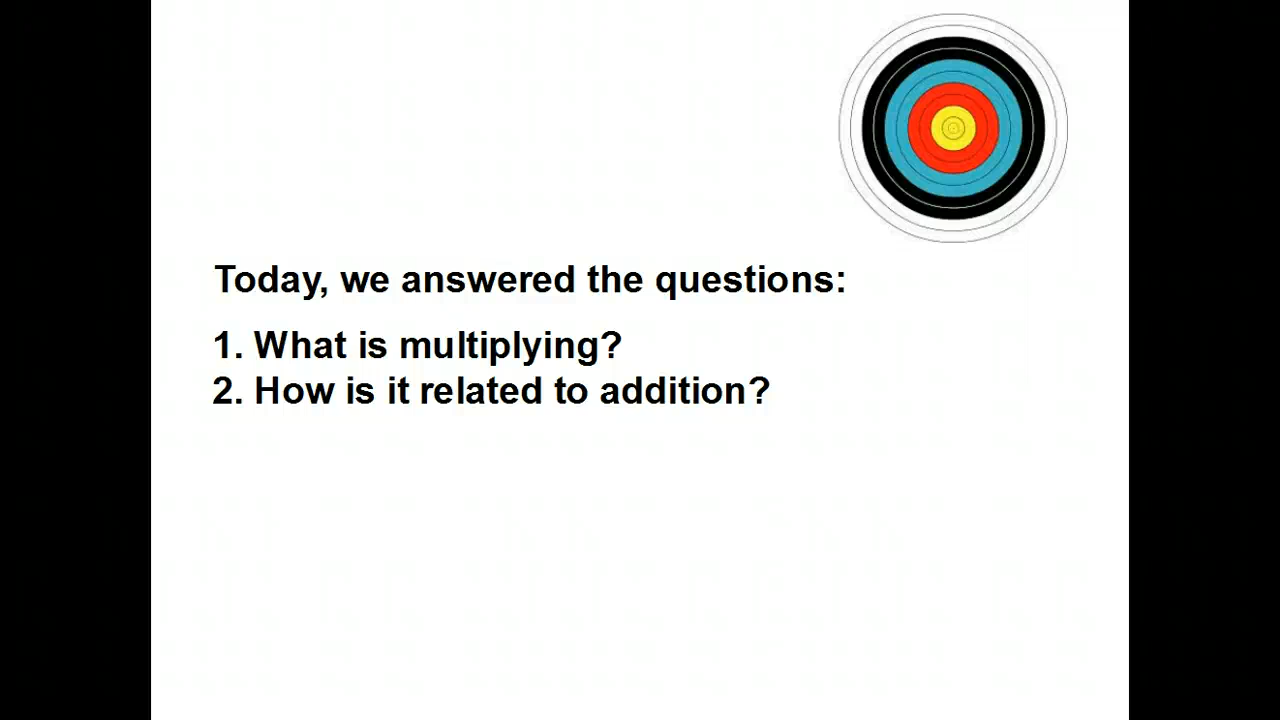 Today, we answered the questions:
1. What is multiplying?
2. How is it related to addition?